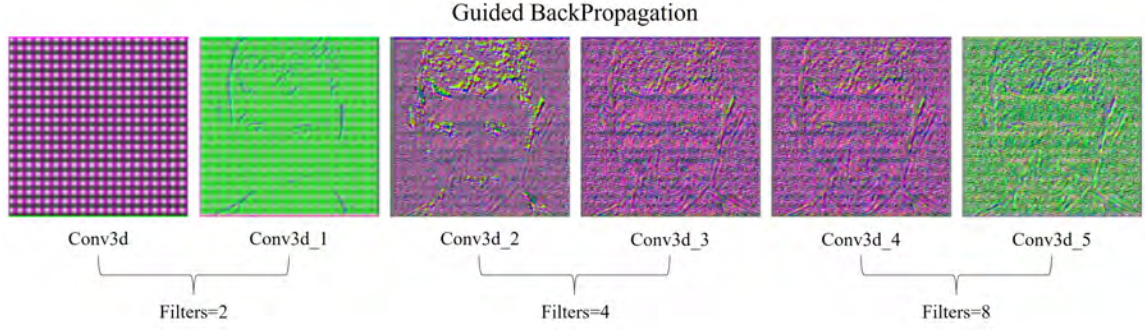 Guided BackPropagation
Conv3d Conv3d_1 Conv3d_2 Conv3d_3 Conv3d_4 Conv3d_5
Filters=2 Filters=4 Filters=8